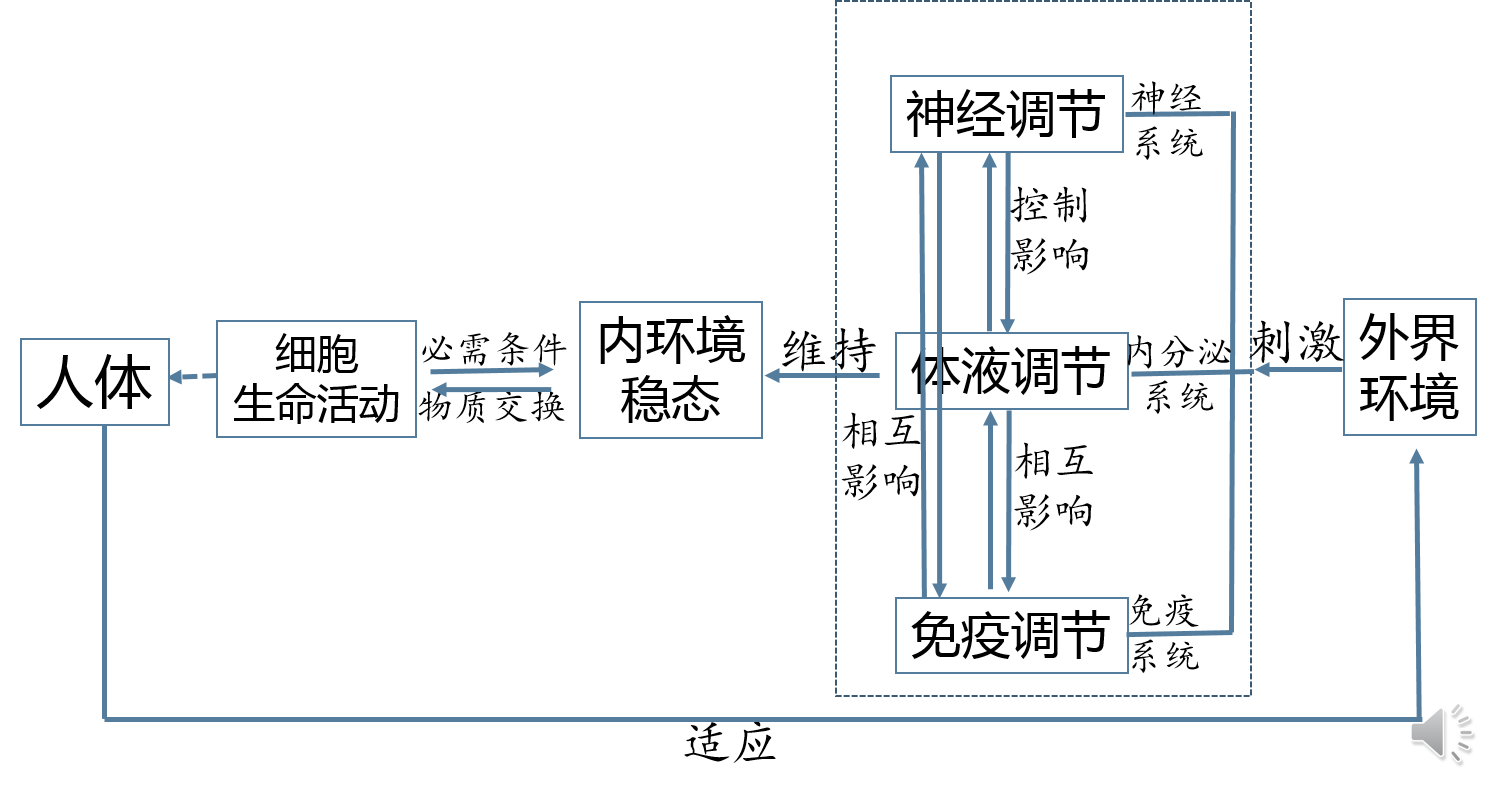 神经调节
神经
系统
控制
影响
人体
细胞
生命活动
必需条件
物质交换
内环境
稳态
维持
体液调节
内分泌
系统
刺激
外界
环境
相互
影响
相互
影响
免疫调节
免疫
系统
适应